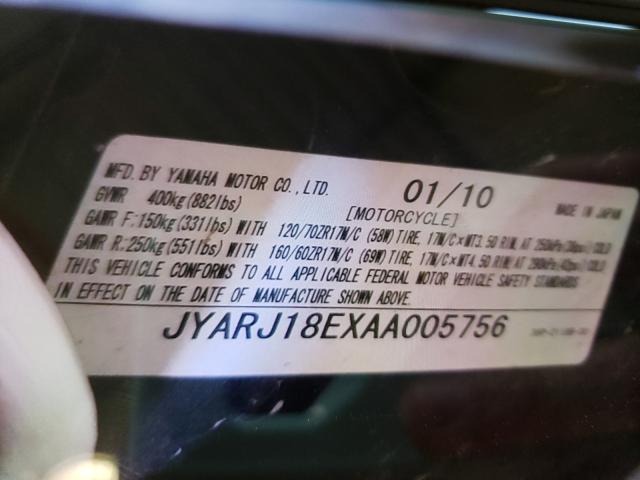 MFD. BY YAMAHA MOTOR CO., LTD. 01/10 MADE IN JAPAN
GVWR 400kg(882lbs) [MOTORCYCLE]
GAWR F:150kg(331lbs) WITH 120/70ZR17M/C (58W) TIRE, 17M/C×MT3.50 RIM, AT 250kPa(36psi) COLD
GAWR R:250kg(551lbs) WITH 160/60ZR17M/C (69W) TIRE, 17M/C×MT4.50 RIM, AT 290kPa(42psi) COLD
THIS VEHICLE CONFORMS TO ALL APPLICABLE FEDERAL MOTOR VEHICLE SAFETY STANDARDS
IN EFFECT ON THE DATE OF MANUFACTURE SHOWN ABOVE.
JYARJ18EXAA005756